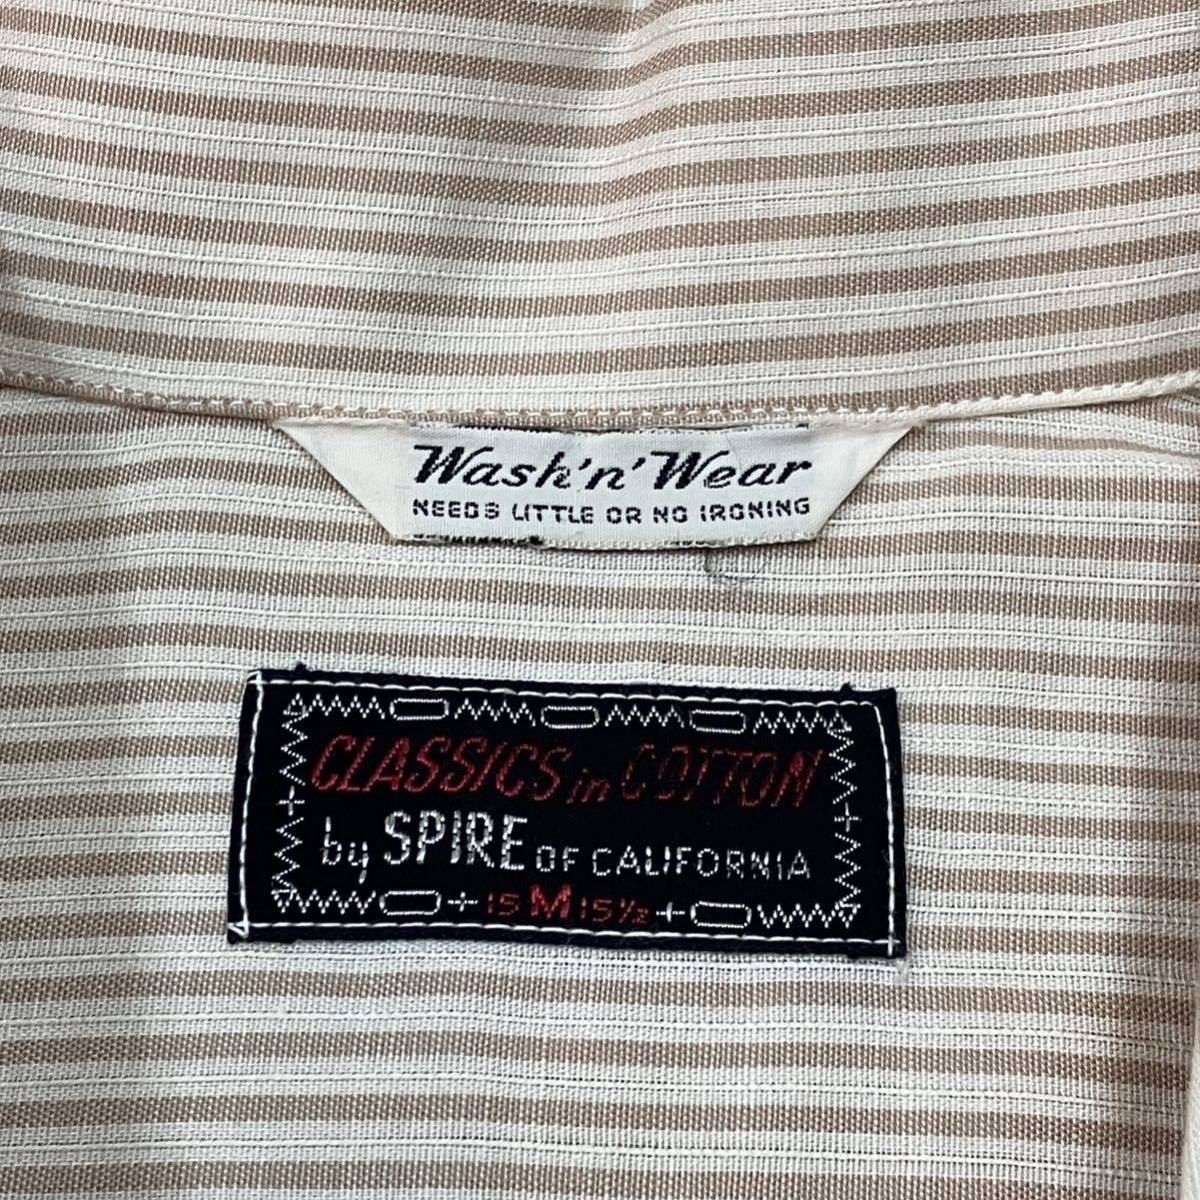 Wash'n'Wear
NEEDS LITTLE OR NO IRONING
CLASSICS in COTTON
by SPIRE OF CALIFORNIA
15 M 15½